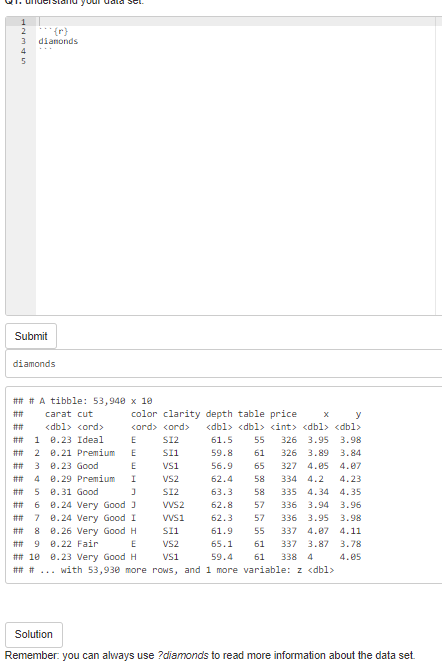 Q1. understand your data set.
1
2 ```{r}
3 diamonds
4 ```
5
Submit
diamonds
## # A tibble: 53,940 x 10
## carat cut color clarity depth table price x y
## <dbl> <ord> <ord> <ord> <dbl> <dbl> <int> <dbl> <dbl>
## 1 0.23 Ideal E SI2 61.5 55 326 3.95 3.98
## 2 0.21 Premium E SI1 59.8 61 326 3.89 3.84
## 3 0.23 Good E VS1 56.9 65 327 4.05 4.07
## 4 0.29 Premium I VS2 62.4 58 334 4.2 4.23
## 5 0.31 Good J SI2 63.3 58 335 4.34 4.35
## 6 0.24 Very Good J VVS2 62.8 57 336 3.94 3.96
## 7 0.24 Very Good I VVS1 62.3 57 336 3.95 3.98
## 8 0.26 Very Good H SI1 61.9 55 337 4.07 4.11
## 9 0.22 Fair E VS2 65.1 61 337 3.87 3.78
## 10 0.23 Very Good H VS1 59.4 61 338 4 4.05
## # ... with 53,930 more rows, and 1 more variable: z <dbl>
Solution
Remember: you can always use ?diamonds to read more information about the data set.